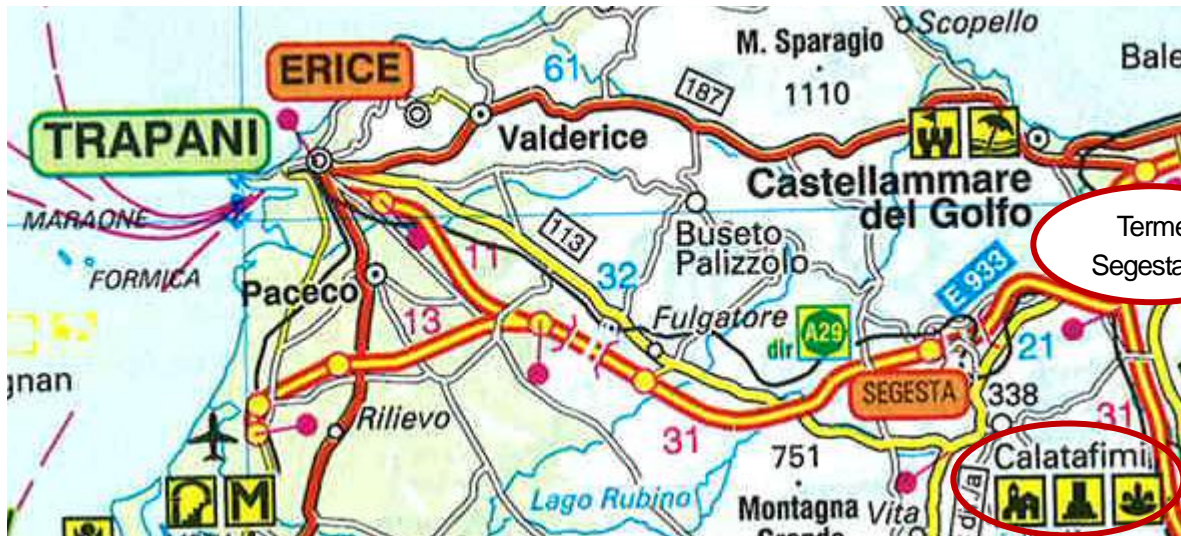 Scopello
M. Sparagio
1110
Bale
ERICE
61
187
TRAPANI
Valderice
Castellammare
del Golfo
MARAONE
FORMICA
113
Buseto
Palizzolo
Terme
Segesta
11
32
E 933
Paceco
13
Fulgatore
dir
A29
21
gnan
SEGESTA
338
Rilievo
31
31
751
Calatafimi
M
Lago Rubino
Montagna
Vita